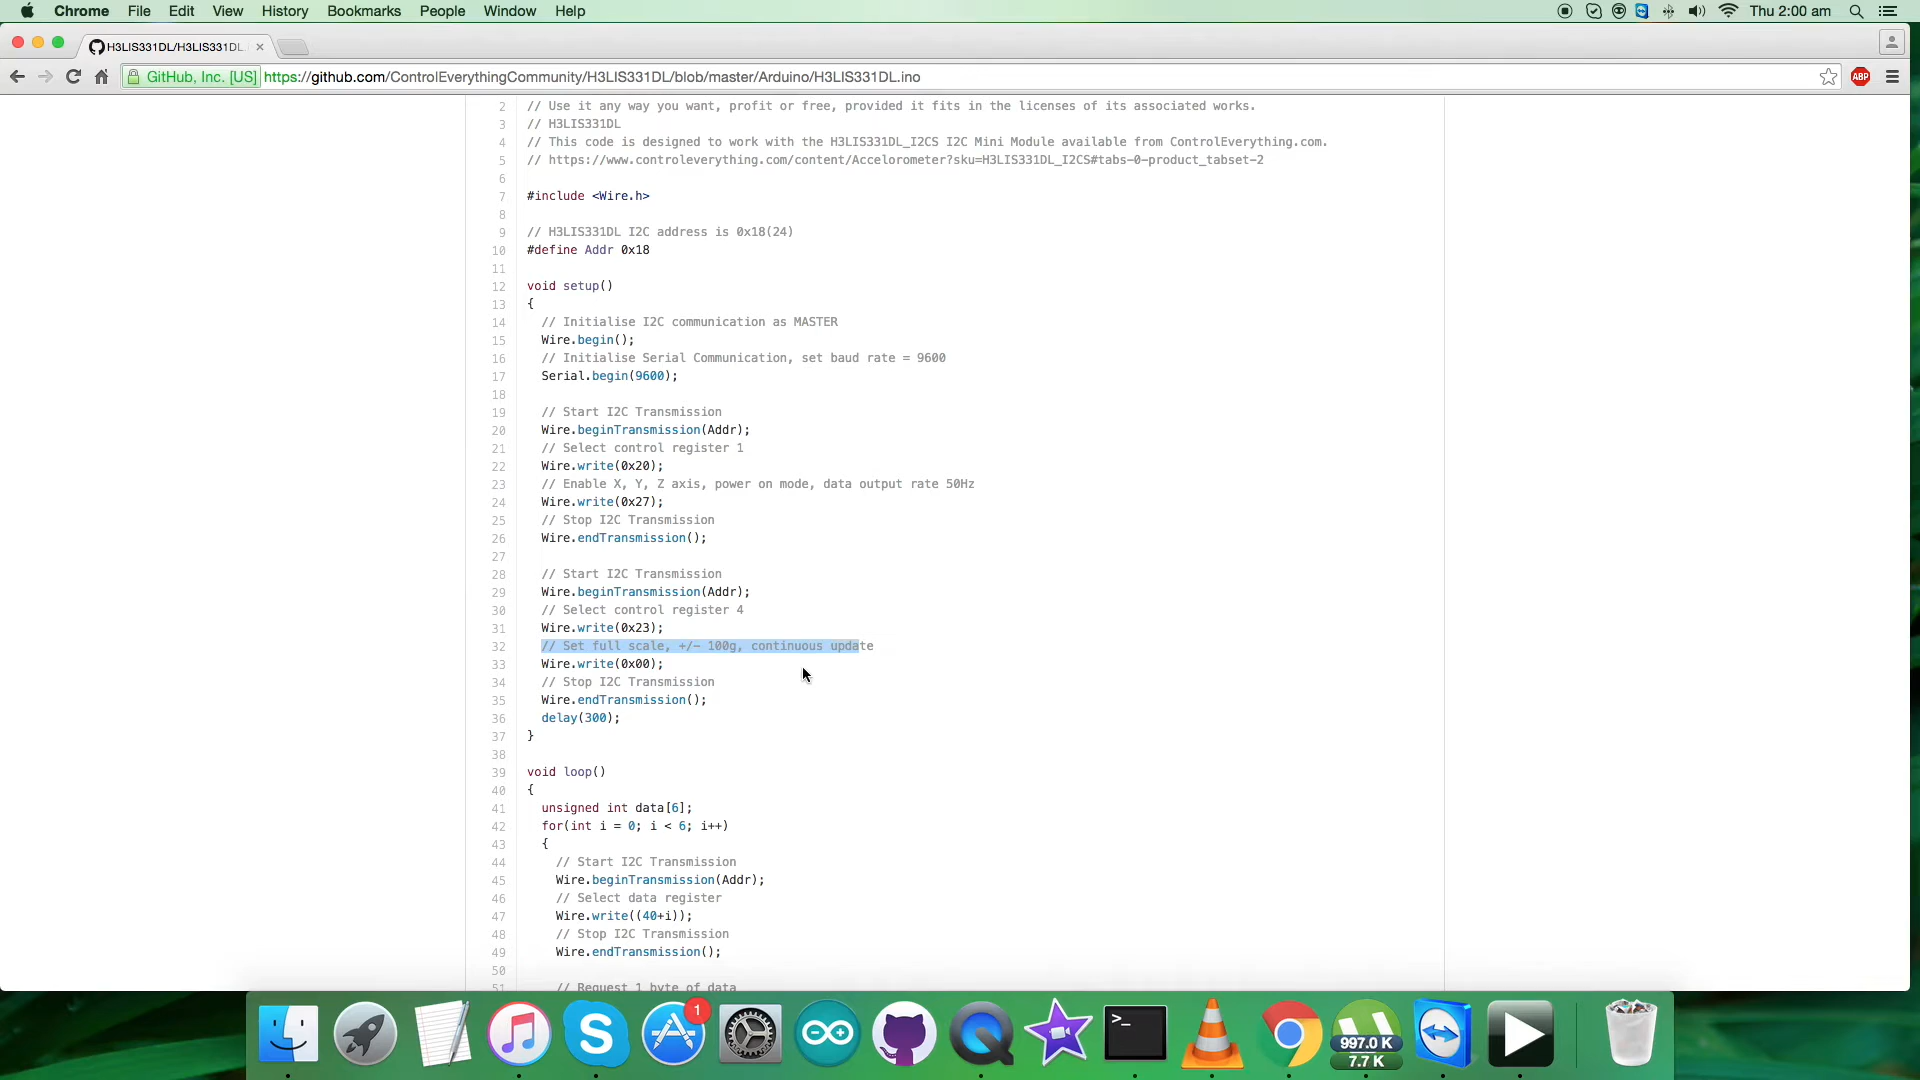 Chrome File Edit View History Bookmarks People Window Help Thu 2:00 am
H3LIS331DL/H3LIS331DL
GitHub, Inc. [US] https://github.com/ControlEverythingCommunity/H3LIS331DL/blob/master/Arduino/H3LIS331DL.ino ABP
2 // Use it any way you want, profit or free, provided it fits in the licenses of its associated works.
3 // H3LIS331DL
4 // This code is designed to work with the H3LIS331DL_I2CS I2C Mini Module available from ControlEverything.com.
5 // https://www.controleverything.com/content/Accelorometer?sku=H3LIS331DL_I2CS#tabs-0-product_tabset-2
6
7 #include <Wire.h>
8
9 // H3LIS331DL I2C address is 0x18(24)
10 #define Addr 0x18
11
12 void setup()
13 {
14 // Initialise I2C communication as MASTER
15 Wire.begin();
16 // Initialise Serial Communication, set baud rate = 9600
17 Serial.begin(9600);
18
19 // Start I2C Transmission
20 Wire.beginTransmission(Addr);
21 // Select control register 1
22 Wire.write(0x20);
23 // Enable X, Y, Z axis, power on mode, data output rate 50Hz
24 Wire.write(0x27);
25 // Stop I2C Transmission
26 Wire.endTransmission();
27
28 // Start I2C Transmission
29 Wire.beginTransmission(Addr);
30 // Select control register 4
31 Wire.write(0x23);
32 // Set full scale, +/- 100g, continuous update
33 Wire.write(0x00);
34 // Stop I2C Transmission
35 Wire.endTransmission();
36 delay(300);
37 }
38
39 void loop()
40 {
41 unsigned int data[6];
42 for(int i = 0; i < 6; i++)
43 {
44 // Start I2C Transmission
45 Wire.beginTransmission(Addr);
46 // Select data register
47 Wire.write((40+i));
48 // Stop I2C Transmission
49 Wire.endTransmission();
50
51 // Request 1 byte of data
1
997.0 K
7.7 K